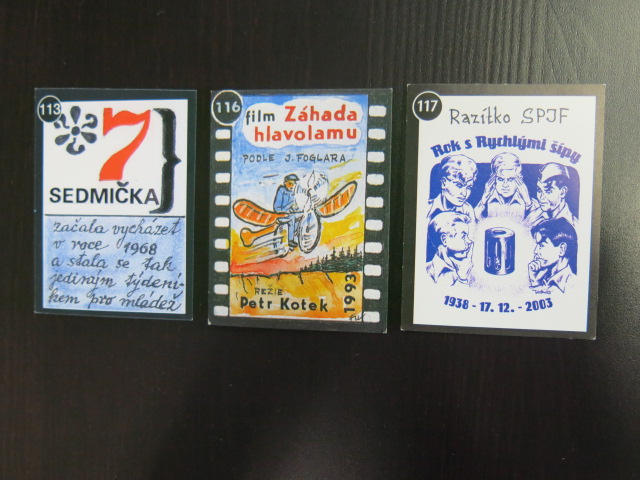 113
7
SEDMIČKA
začala vycházet
v roce 1968
a stala se tak
jediným týdení-
kem pro mládež
116
film Záhada
hlavolamu
PODLE J. FOGLARA
REŽIE
Petr Kotek
1993
117
Razítko SPJF
Rok s Rychlými šípy
1938 - 17. 12. - 2003